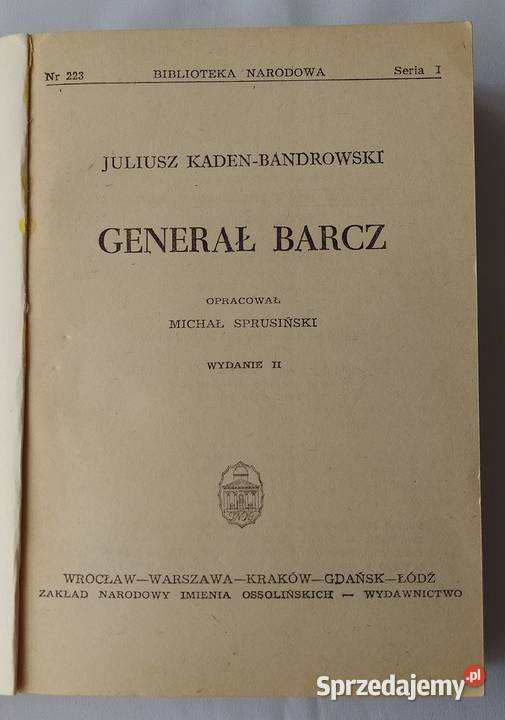 Nr 223 BIBLIOTEKA NARODOWA Seria I
JULIUSZ KADEN-BANDROWSKI
GENERAŁ BARCZ
OPRACOWAŁ
MICHAŁ SPRUSIŃSKI
WYDANIE II
WROCŁAW—WARSZAWA—KRAKÓW—GDAŃSK—ŁÓDŹ
ZAKŁAD NARODOWY IMIENIA OSSOLIŃSKICH — WYDAWNICTWO
Sprzedajemy.pl